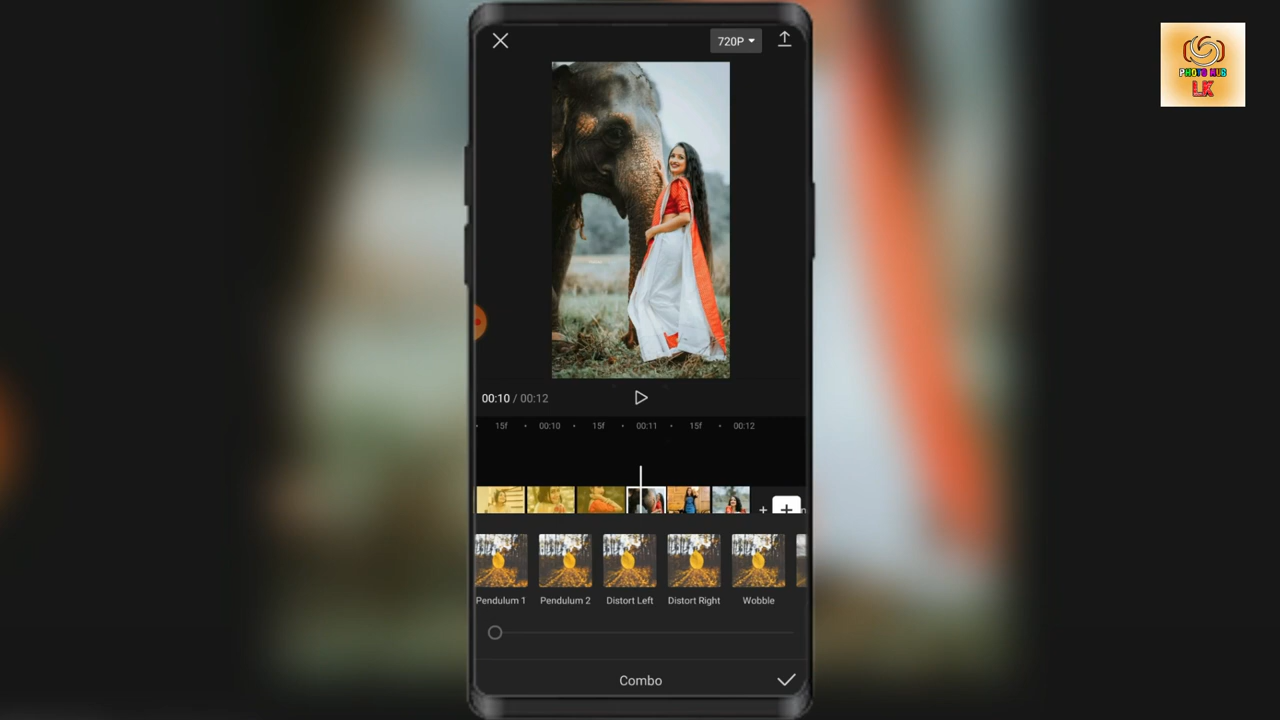 720P
PHOTO HUB
LK
00:10 / 00:12
15f 00:10 15f 00:11 15f 00:12
Pendulum 1 Pendulum 2 Distort Left Distort Right Wobble
Combo